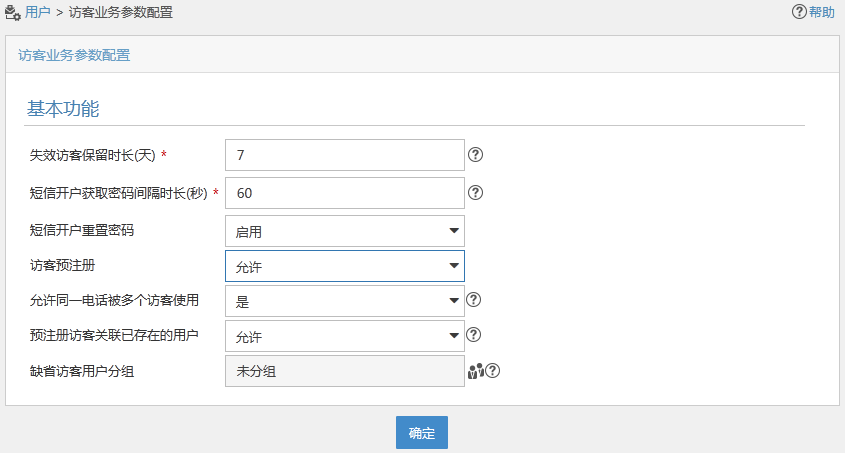 用户 > 访客业务参数配置
帮助
访客业务参数配置
基本功能
失效访客保留时长(天) * 7
短信开户获取密码间隔时长(秒) * 60
短信开户重置密码 启用
访客预注册 允许
允许同一电话被多个访客使用 是
预注册访客关联已存在的用户 允许
缺省访客用户分组 未分组
确定